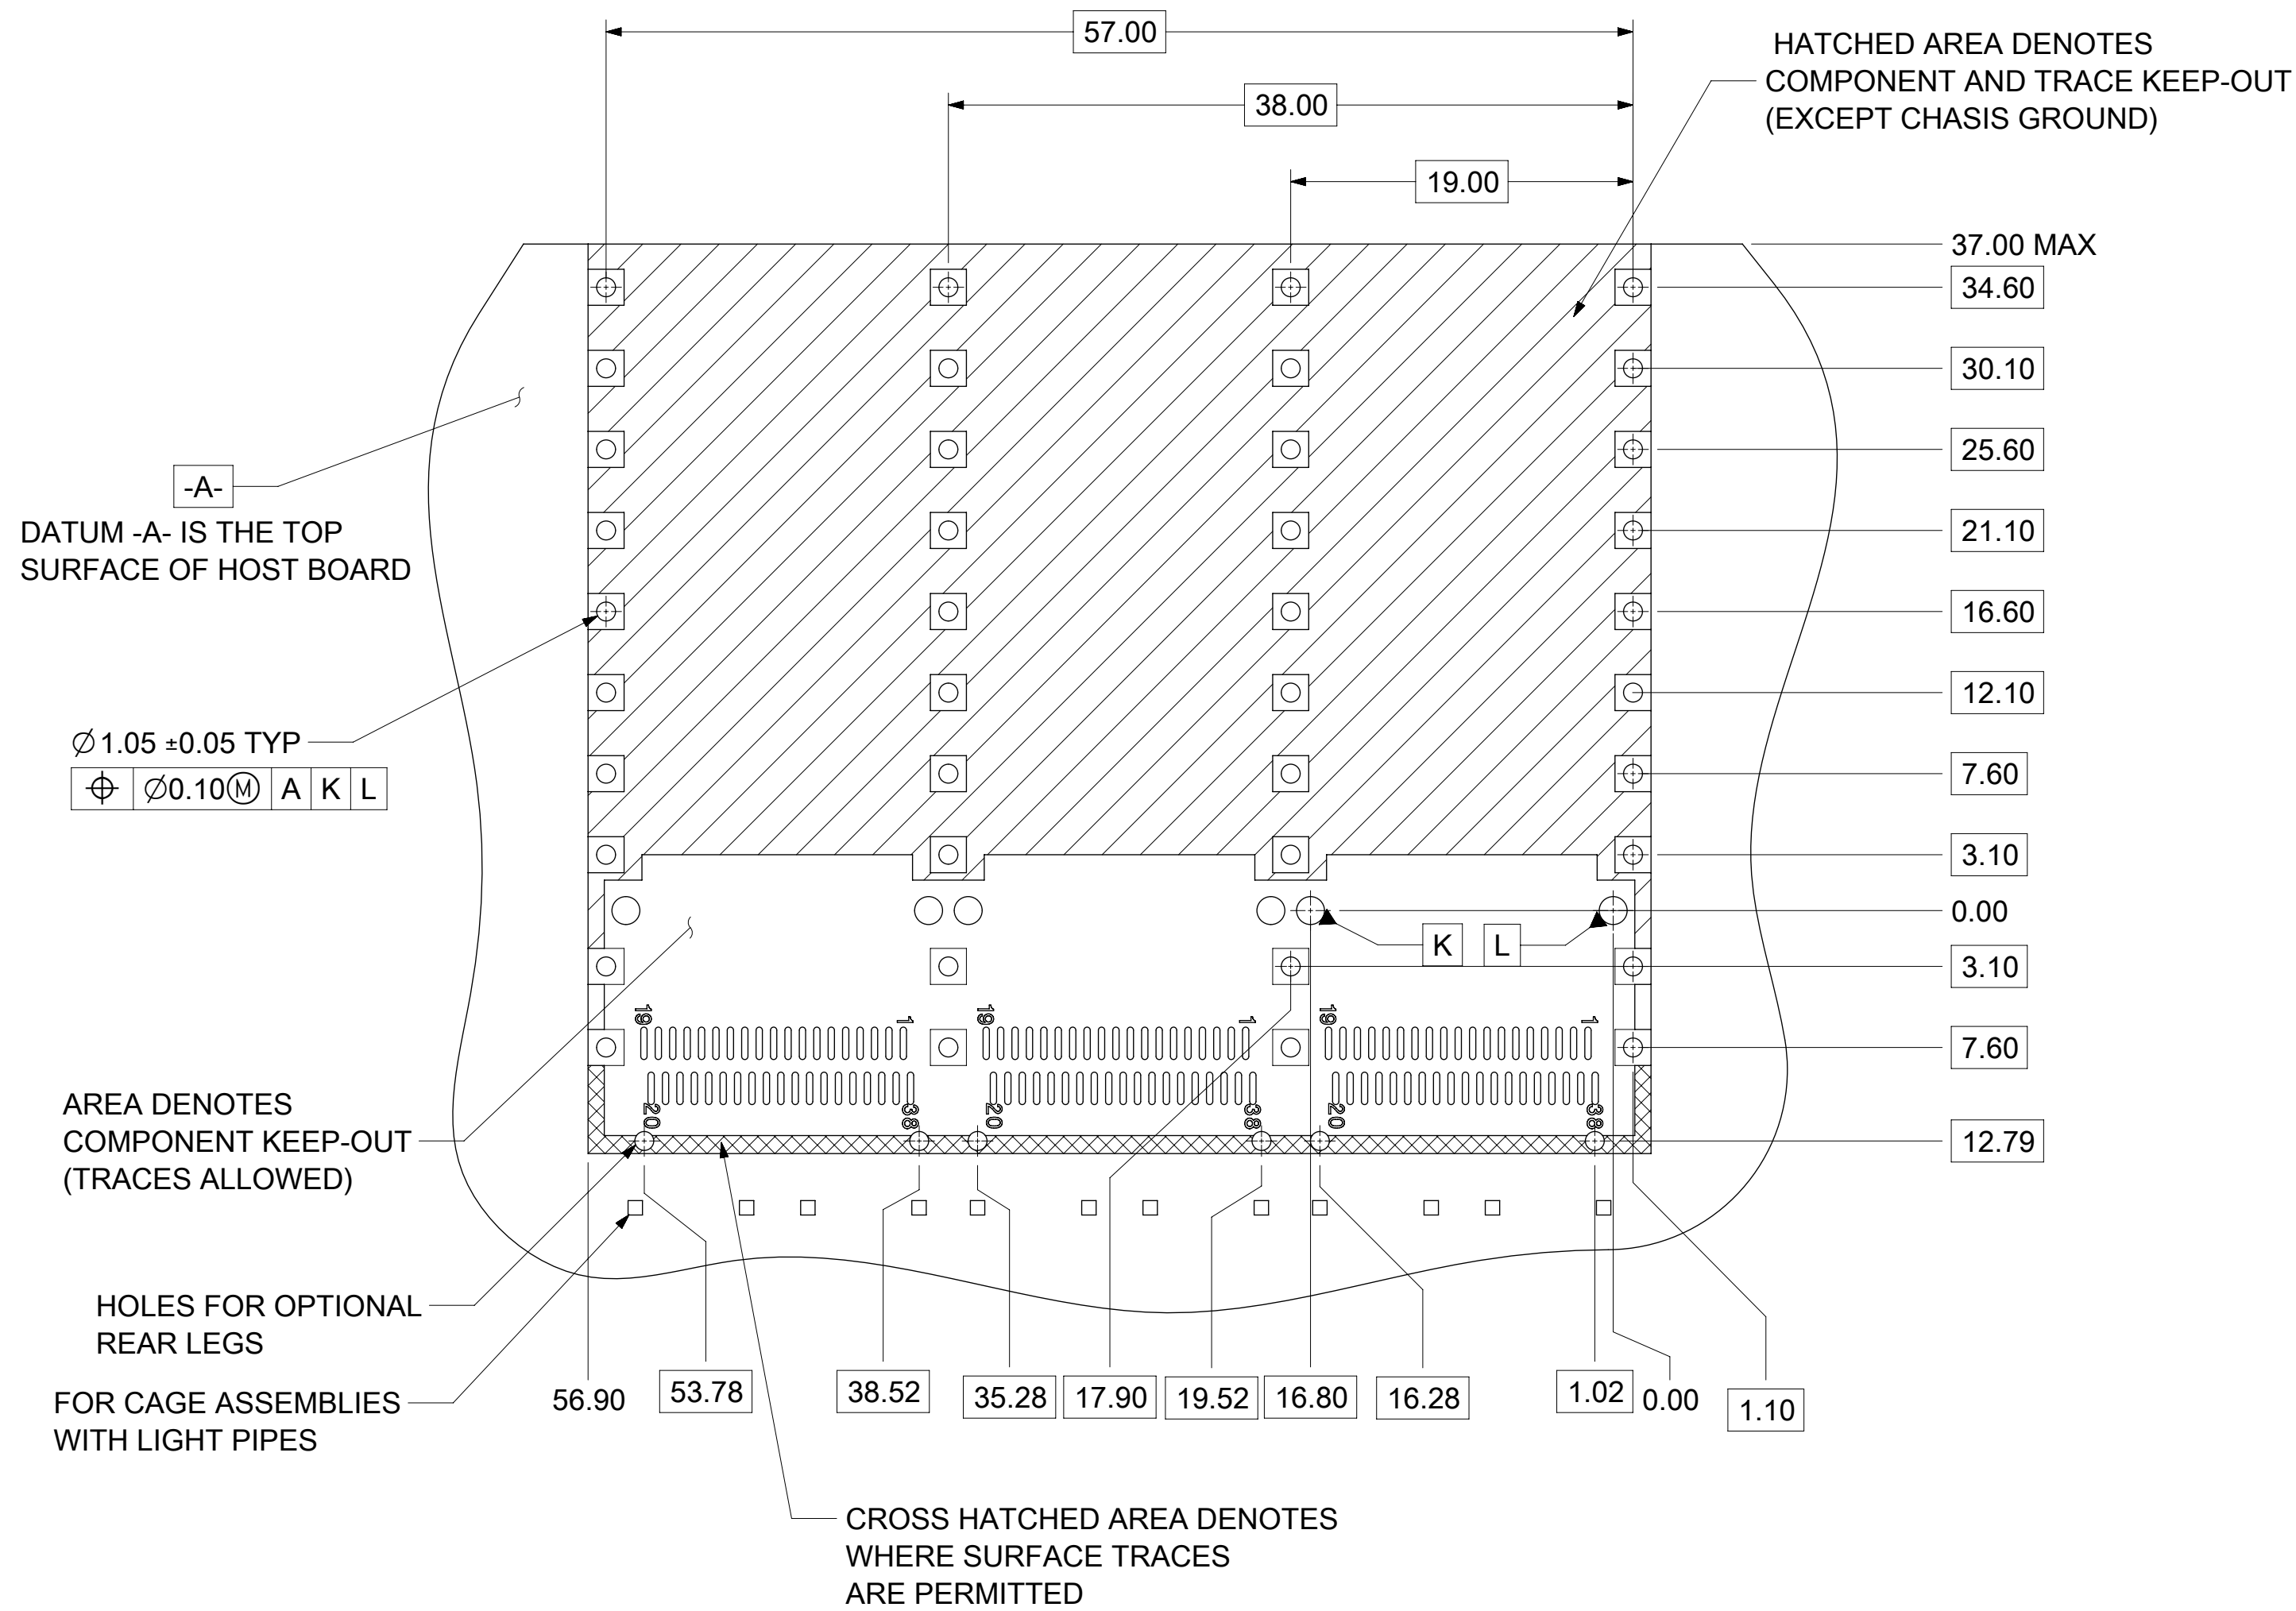 57.00
38.00
19.00
HATCHED AREA DENOTES
COMPONENT AND TRACE KEEP-OUT
(EXCEPT CHASIS GROUND)
37.00 MAX
34.60
30.10
25.60
21.10
16.60
12.10
7.60
3.10
0.00
3.10
7.60
12.79
-A-
DATUM -A- IS THE TOP
SURFACE OF HOST BOARD
Ø1.05 ±0.05 TYP
⌖ Ø0.10Ⓜ A K L
K L
19 1 19 1 19 1
20 38 20 38 20 38
AREA DENOTES
COMPONENT KEEP-OUT
(TRACES ALLOWED)
HOLES FOR OPTIONAL
REAR LEGS
FOR CAGE ASSEMBLIES
WITH LIGHT PIPES
56.90 53.78 38.52 35.28 17.90 19.52 16.80 16.28 1.02 0.00 1.10
CROSS HATCHED AREA DENOTES
WHERE SURFACE TRACES
ARE PERMITTED